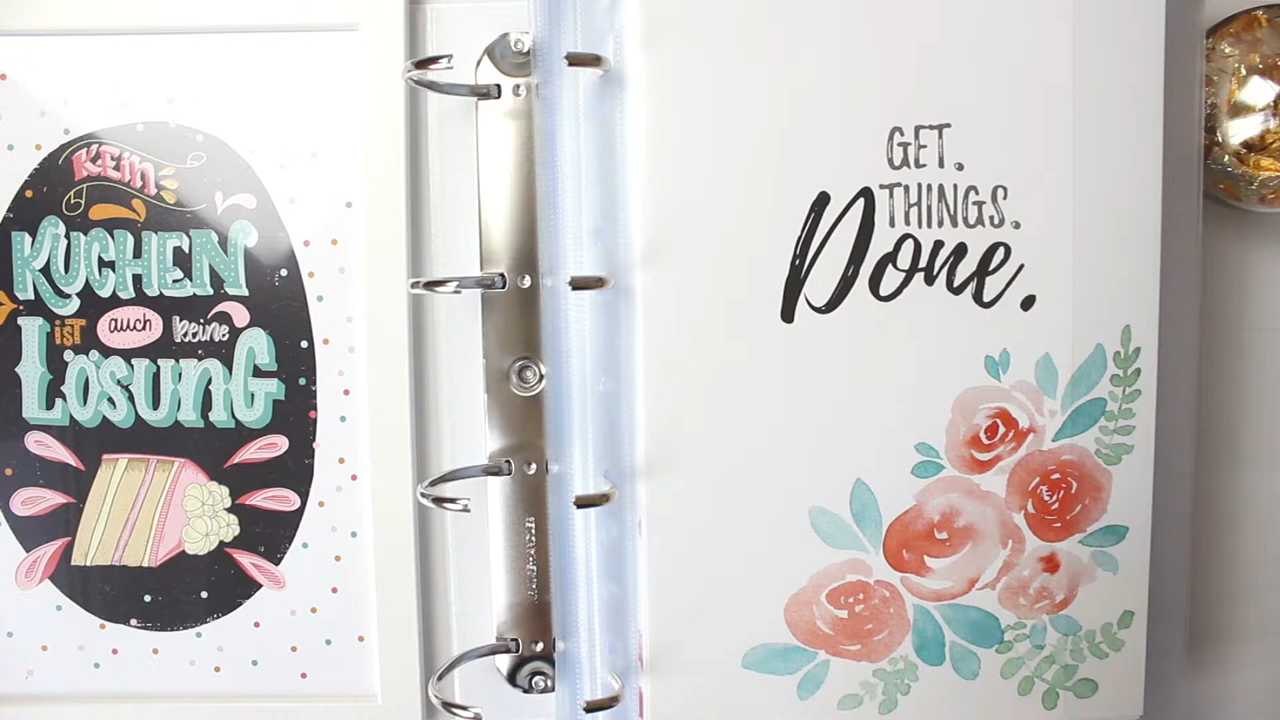 KEIN
KUCHEN
IST auch keine
LÖSUNG
GET.
THINGS.
Done.